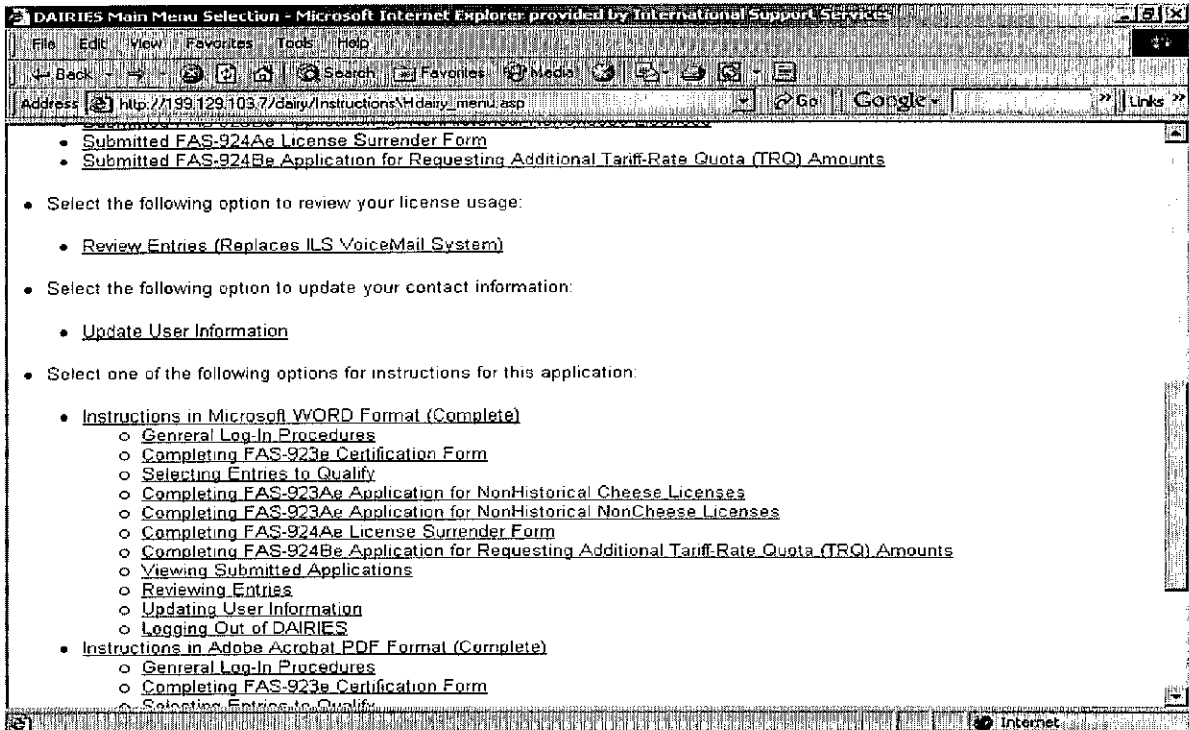 DAIRIES Main Menu Selection - Microsoft Internet Explorer provided by International Support Services
File Edit View Favorites Tools Help
Back Search Favorites Media
Address http://199.129.103.7/dairy/Instructions\Hdairy_menu.asp Go Google Links
Submitted FAS-924Ae License Surrender Form
Submitted FAS-924Be Application for Requesting Additional Tariff-Rate Quota (TRQ) Amounts
Select the following option to review your license usage:
Review Entries (Replaces ILS VoiceMail System)
Select the following option to update your contact information:
Update User Information
Select one of the following options for instructions for this application:
Instructions in Microsoft WORD Format (Complete)
Genreral Log-In Procedures
Completing FAS-923e Certification Form
Selecting Entries to Qualify
Completing FAS-923Ae Application for NonHistorical Cheese Licenses
Completing FAS-923Ae Application for NonHistorical NonCheese Licenses
Completing FAS-924Ae License Surrender Form
Completing FAS-924Be Application for Requesting Additional Tariff-Rate Quota (TRQ) Amounts
Viewing Submitted Applications
Reviewing Entries
Updating User Information
Logging Out of DAIRIES
Instructions in Adobe Acrobat PDF Format (Complete)
Genreral Log-In Procedures
Completing FAS-923e Certification Form
Selecting Entries to Qualify
Internet